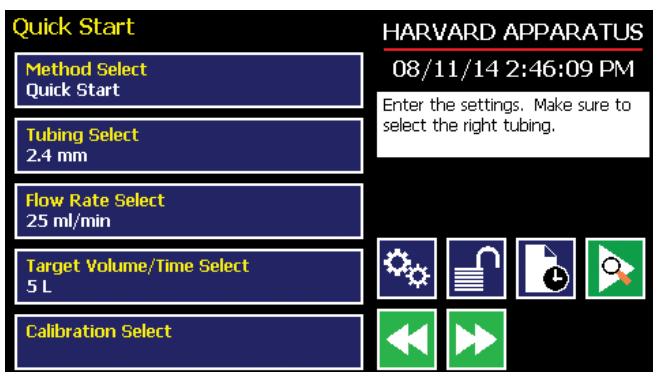 Quick Start
Method Select
Quick Start
Tubing Select
2.4 mm
Flow Rate Select
25 ml/min
Target Volume/Time Select
5 L
Calibration Select
HARVARD APPARATUS
08/11/14 2:46:09 PM
Enter the settings. Make sure to
select the right tubing.